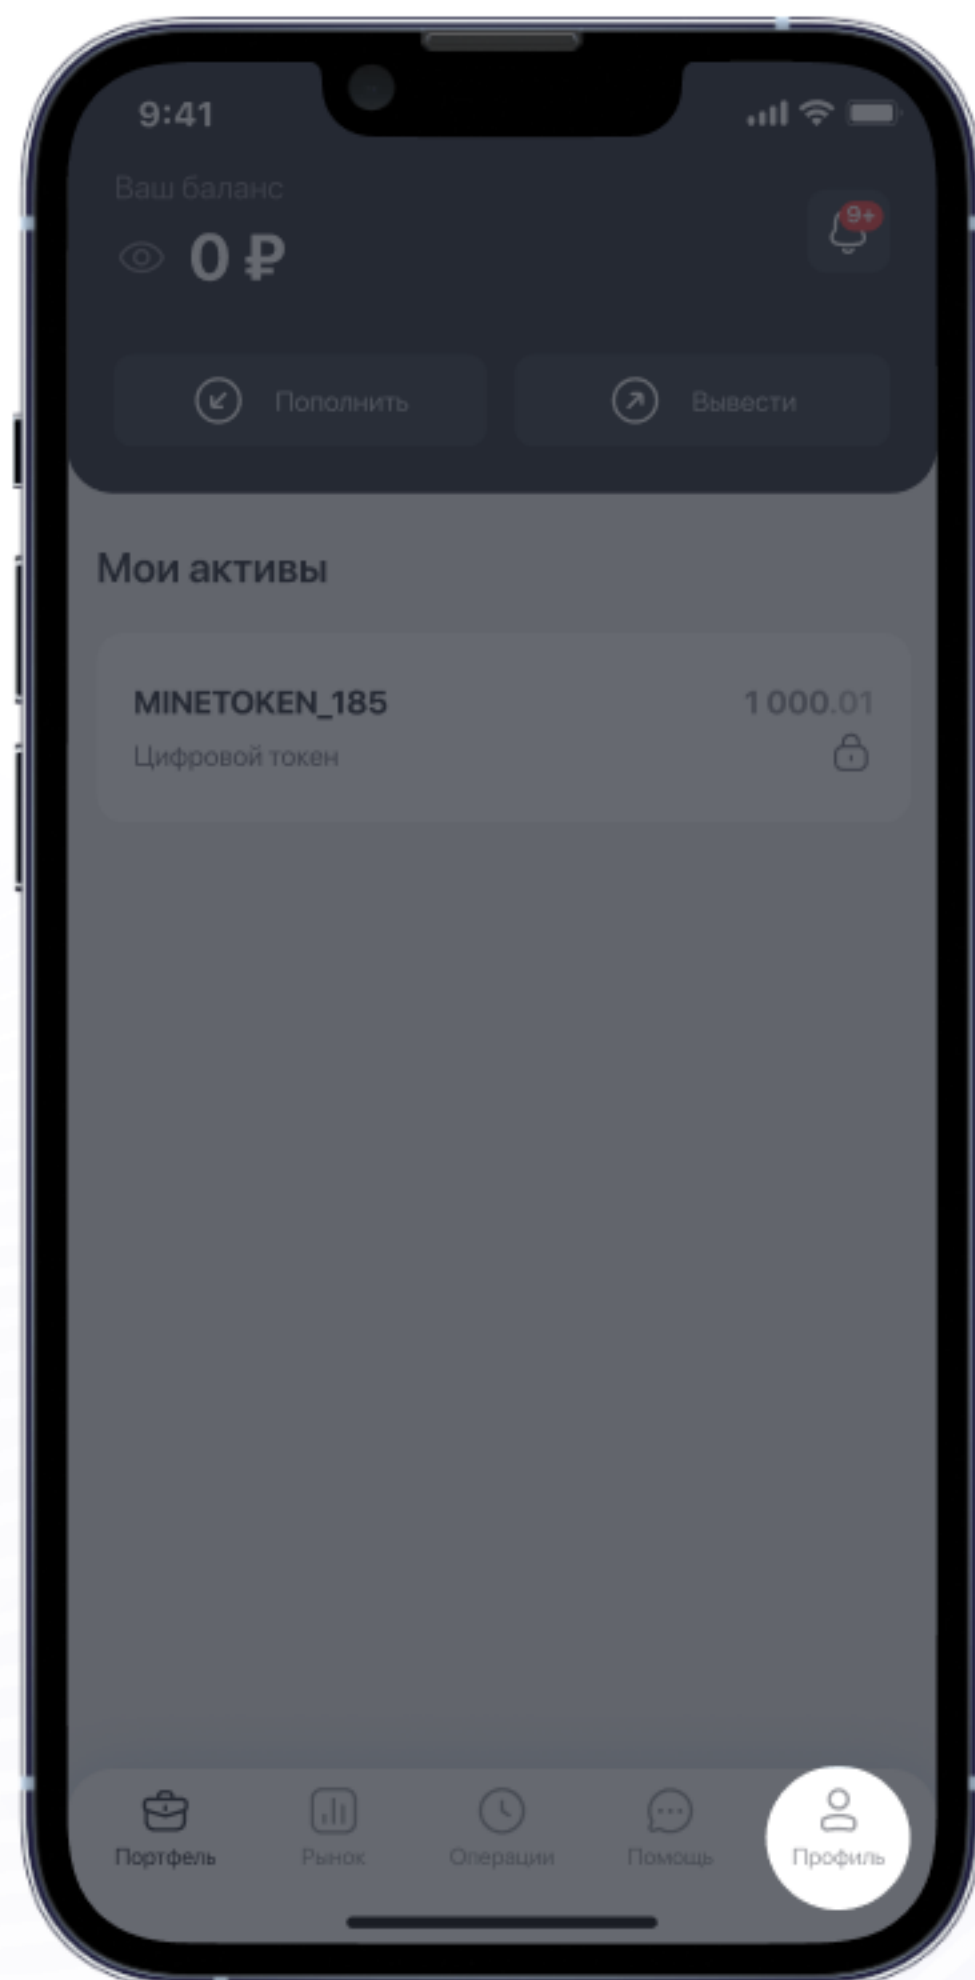 9:41
Ваш баланс
0 ₽
9+
Пополнить
Вывести
Мои активы
MINETOKEN_185
1 000.01
Цифровой токен
Портфель
Рынок
Операции
Помощь
Профиль